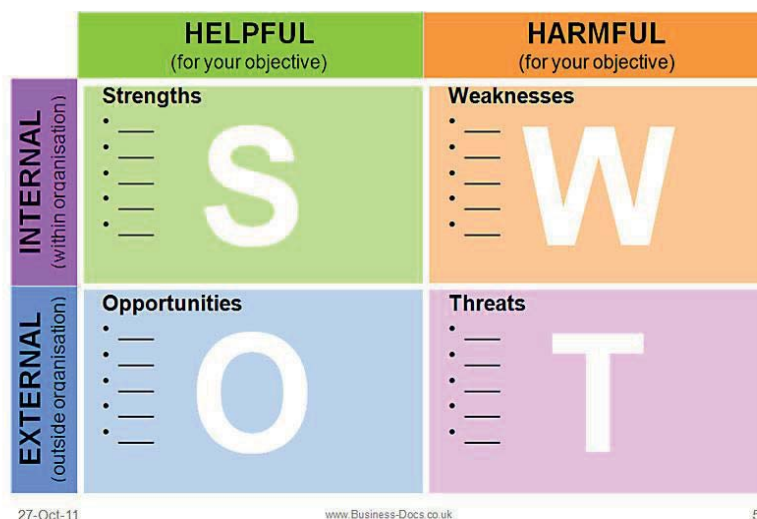 HELPFUL
(for your objective)
HARMFUL
(for your objective)
INTERNAL
(within organisation)
Strengths
S
Weaknesses
W
EXTERNAL
(outside organisation)
Opportunities
O
Threats
T
27-Oct-11
www.Business-Docs.co.uk
5